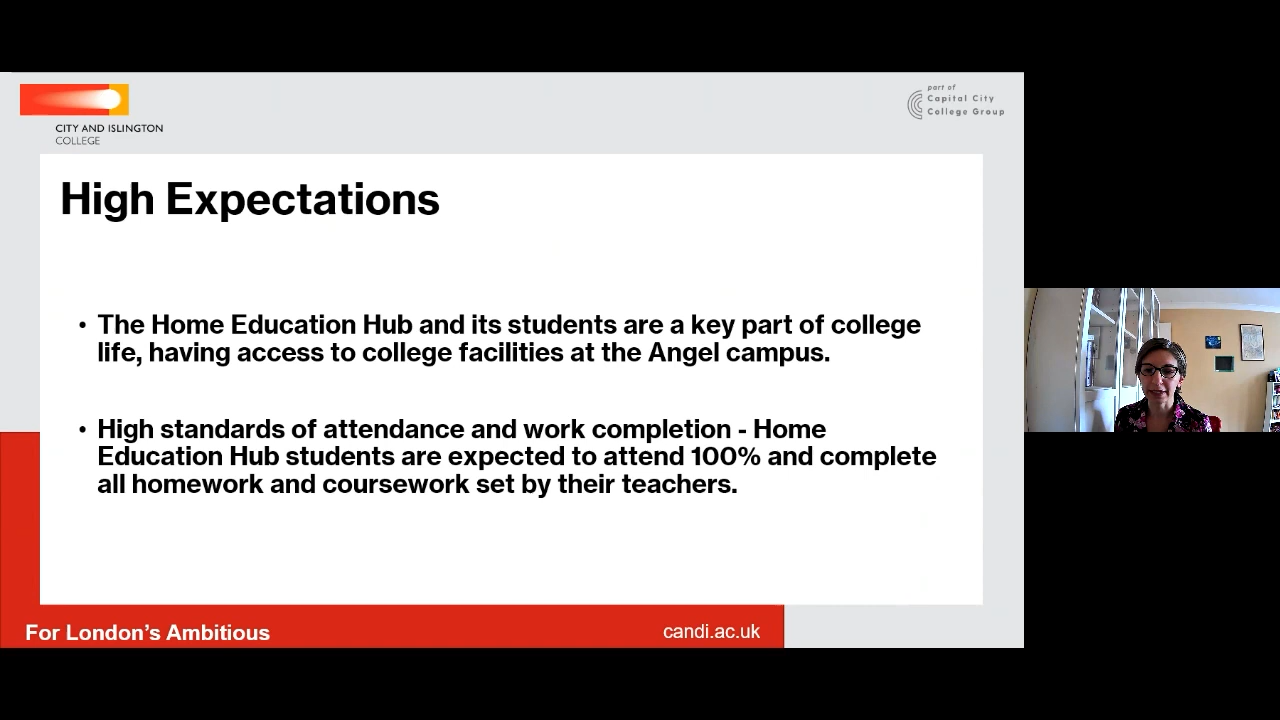 CITY AND ISLINGTON
COLLEGE
part of
Capital City
College Group
High Expectations
• The Home Education Hub and its students are a key part of college
life, having access to college facilities at the Angel campus.
• High standards of attendance and work completion - Home
Education Hub students are expected to attend 100% and complete
all homework and coursework set by their teachers.
For London's Ambitious
candi.ac.uk